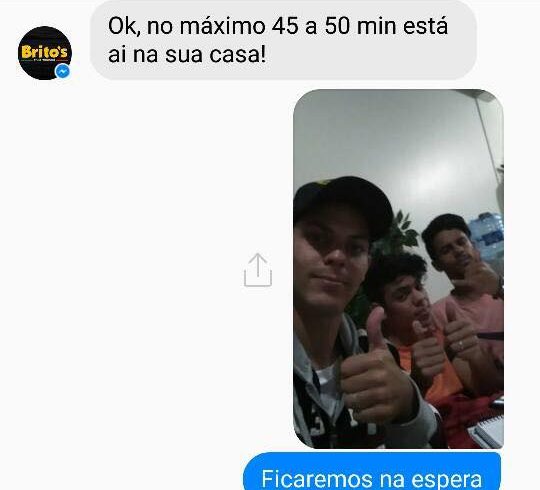 Brito's
Ok, no máximo 45 a 50 min está
ai na sua casa!
Ficaremos na espera